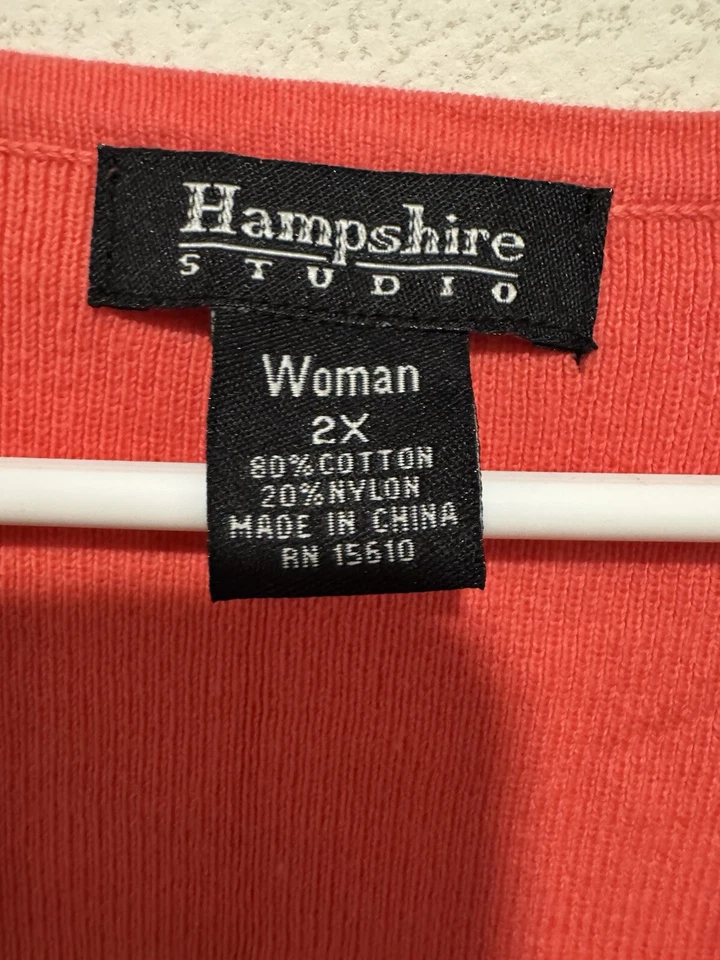 Hampshire
STUDIO
Woman
2X
80%COTTON
20%NYLON
MADE IN CHINA
RN 15610